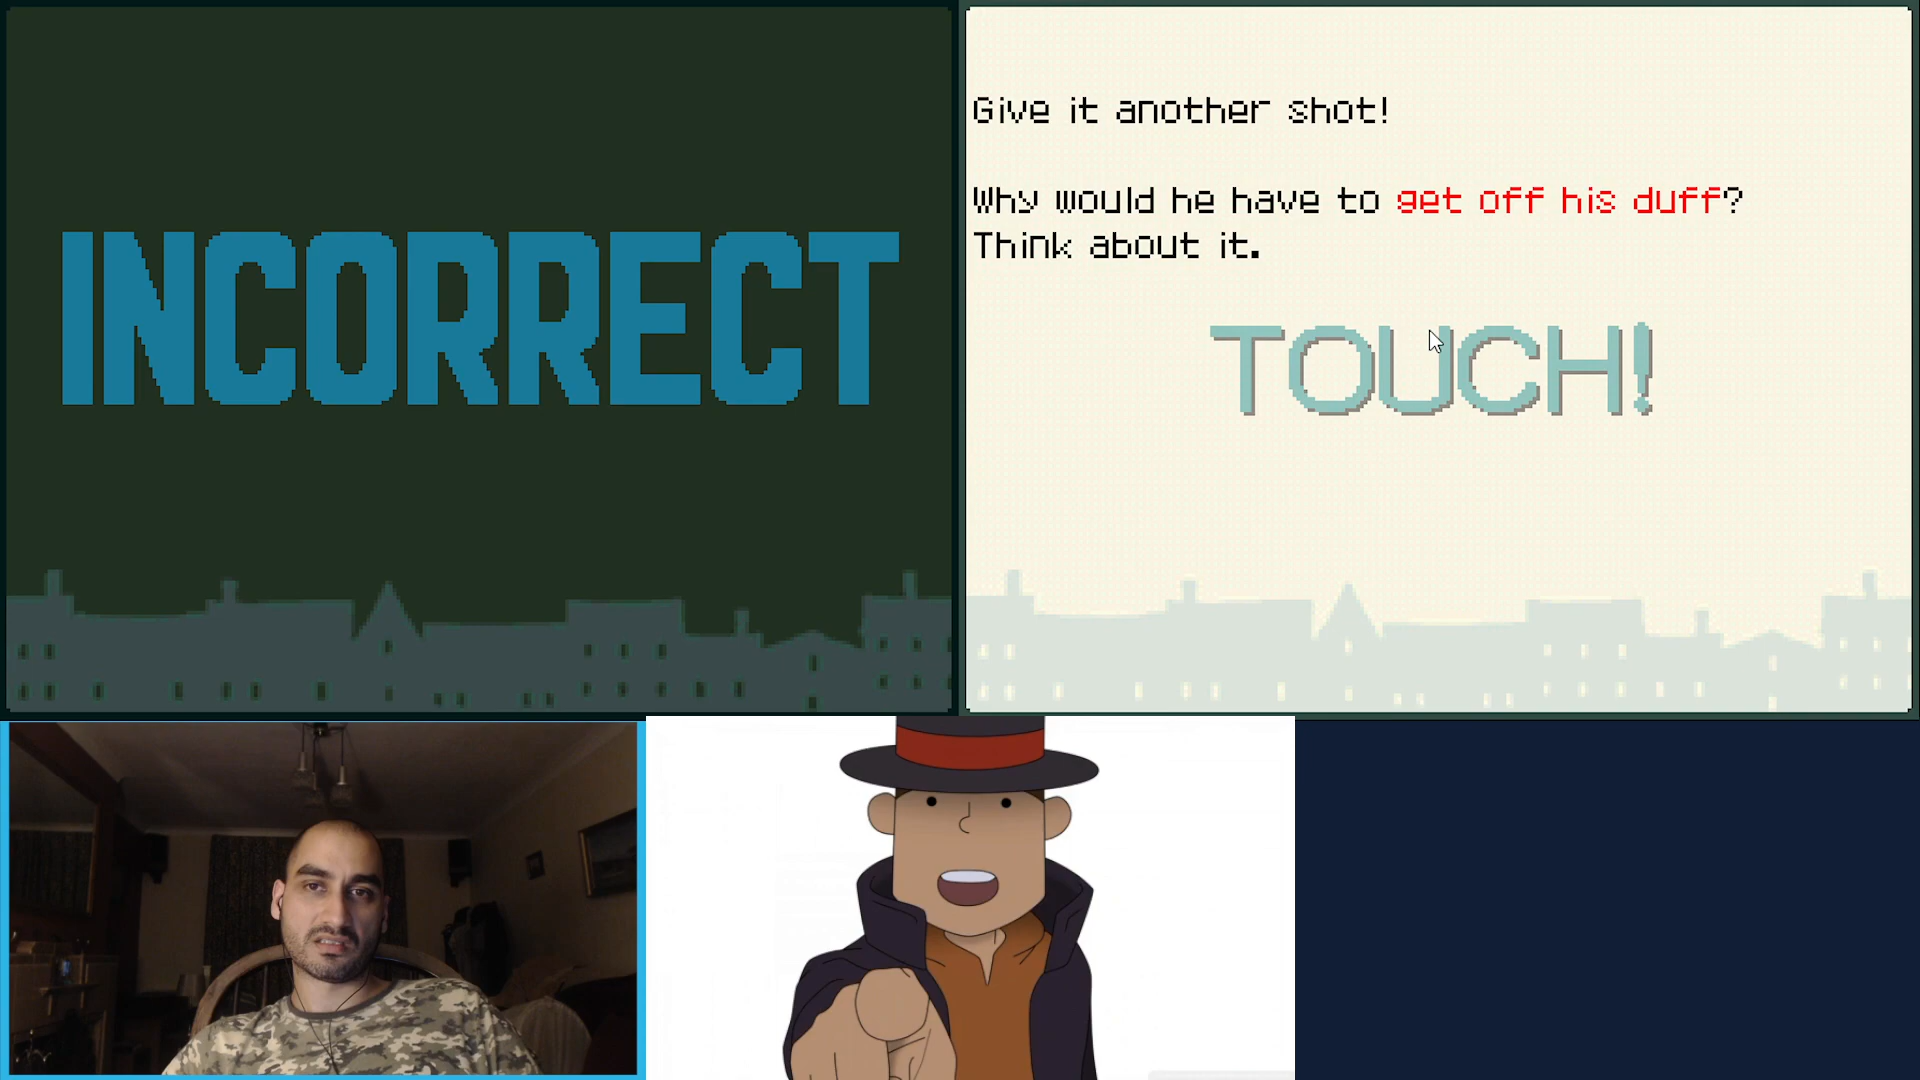 INCORRECT
Give it another shot!
Why would he have to get off his duff?
Think about it.
TOUCH!